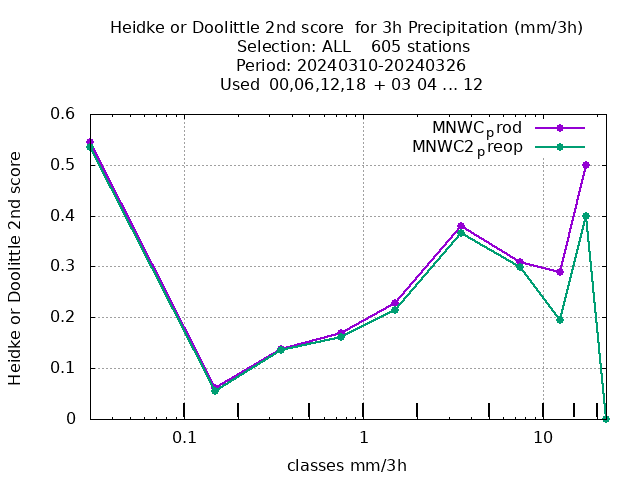 Heidke or Doolittle 2nd score  for 3h Precipitation (mm/3h)
Selection: ALL    605 stations
Period: 20240310-20240326
Used  00,06,12,18  + 03 04 ... 12
MNWC_prod
MNWC2_preop
Heidke or Doolittle 2nd score
0.6
0.5
0.4
0.3
0.2
0.1
0
0.1 1 10
classes mm/3h